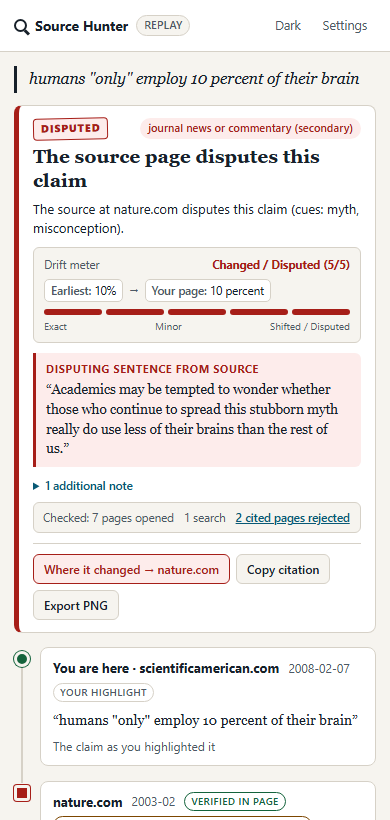 Source Hunter REPLAY Dark Settings
humans "only" employ 10 percent of their brain
DISPUTED journal news or commentary (secondary)
The source page disputes this
claim
The source at nature.com disputes this claim (cues: myth,
misconception).
Drift meter Changed / Disputed (5/5)
Earliest: 10% → Your page: 10 percent
Exact Minor Shifted / Disputed
DISPUTING SENTENCE FROM SOURCE
“Academics may be tempted to wonder whether
those who continue to spread this stubborn myth
really do use less of their brains than the rest of
us.”
▶ 1 additional note
Checked: 7 pages opened 1 search 2 cited pages rejected
Where it changed → nature.com Copy citation
Export PNG
You are here · scientificamerican.com 2008-02-07
YOUR HIGHLIGHT
“humans "only" employ 10 percent of their brain”
The claim as you highlighted it
nature.com 2003-02 VERIFIED IN PAGE